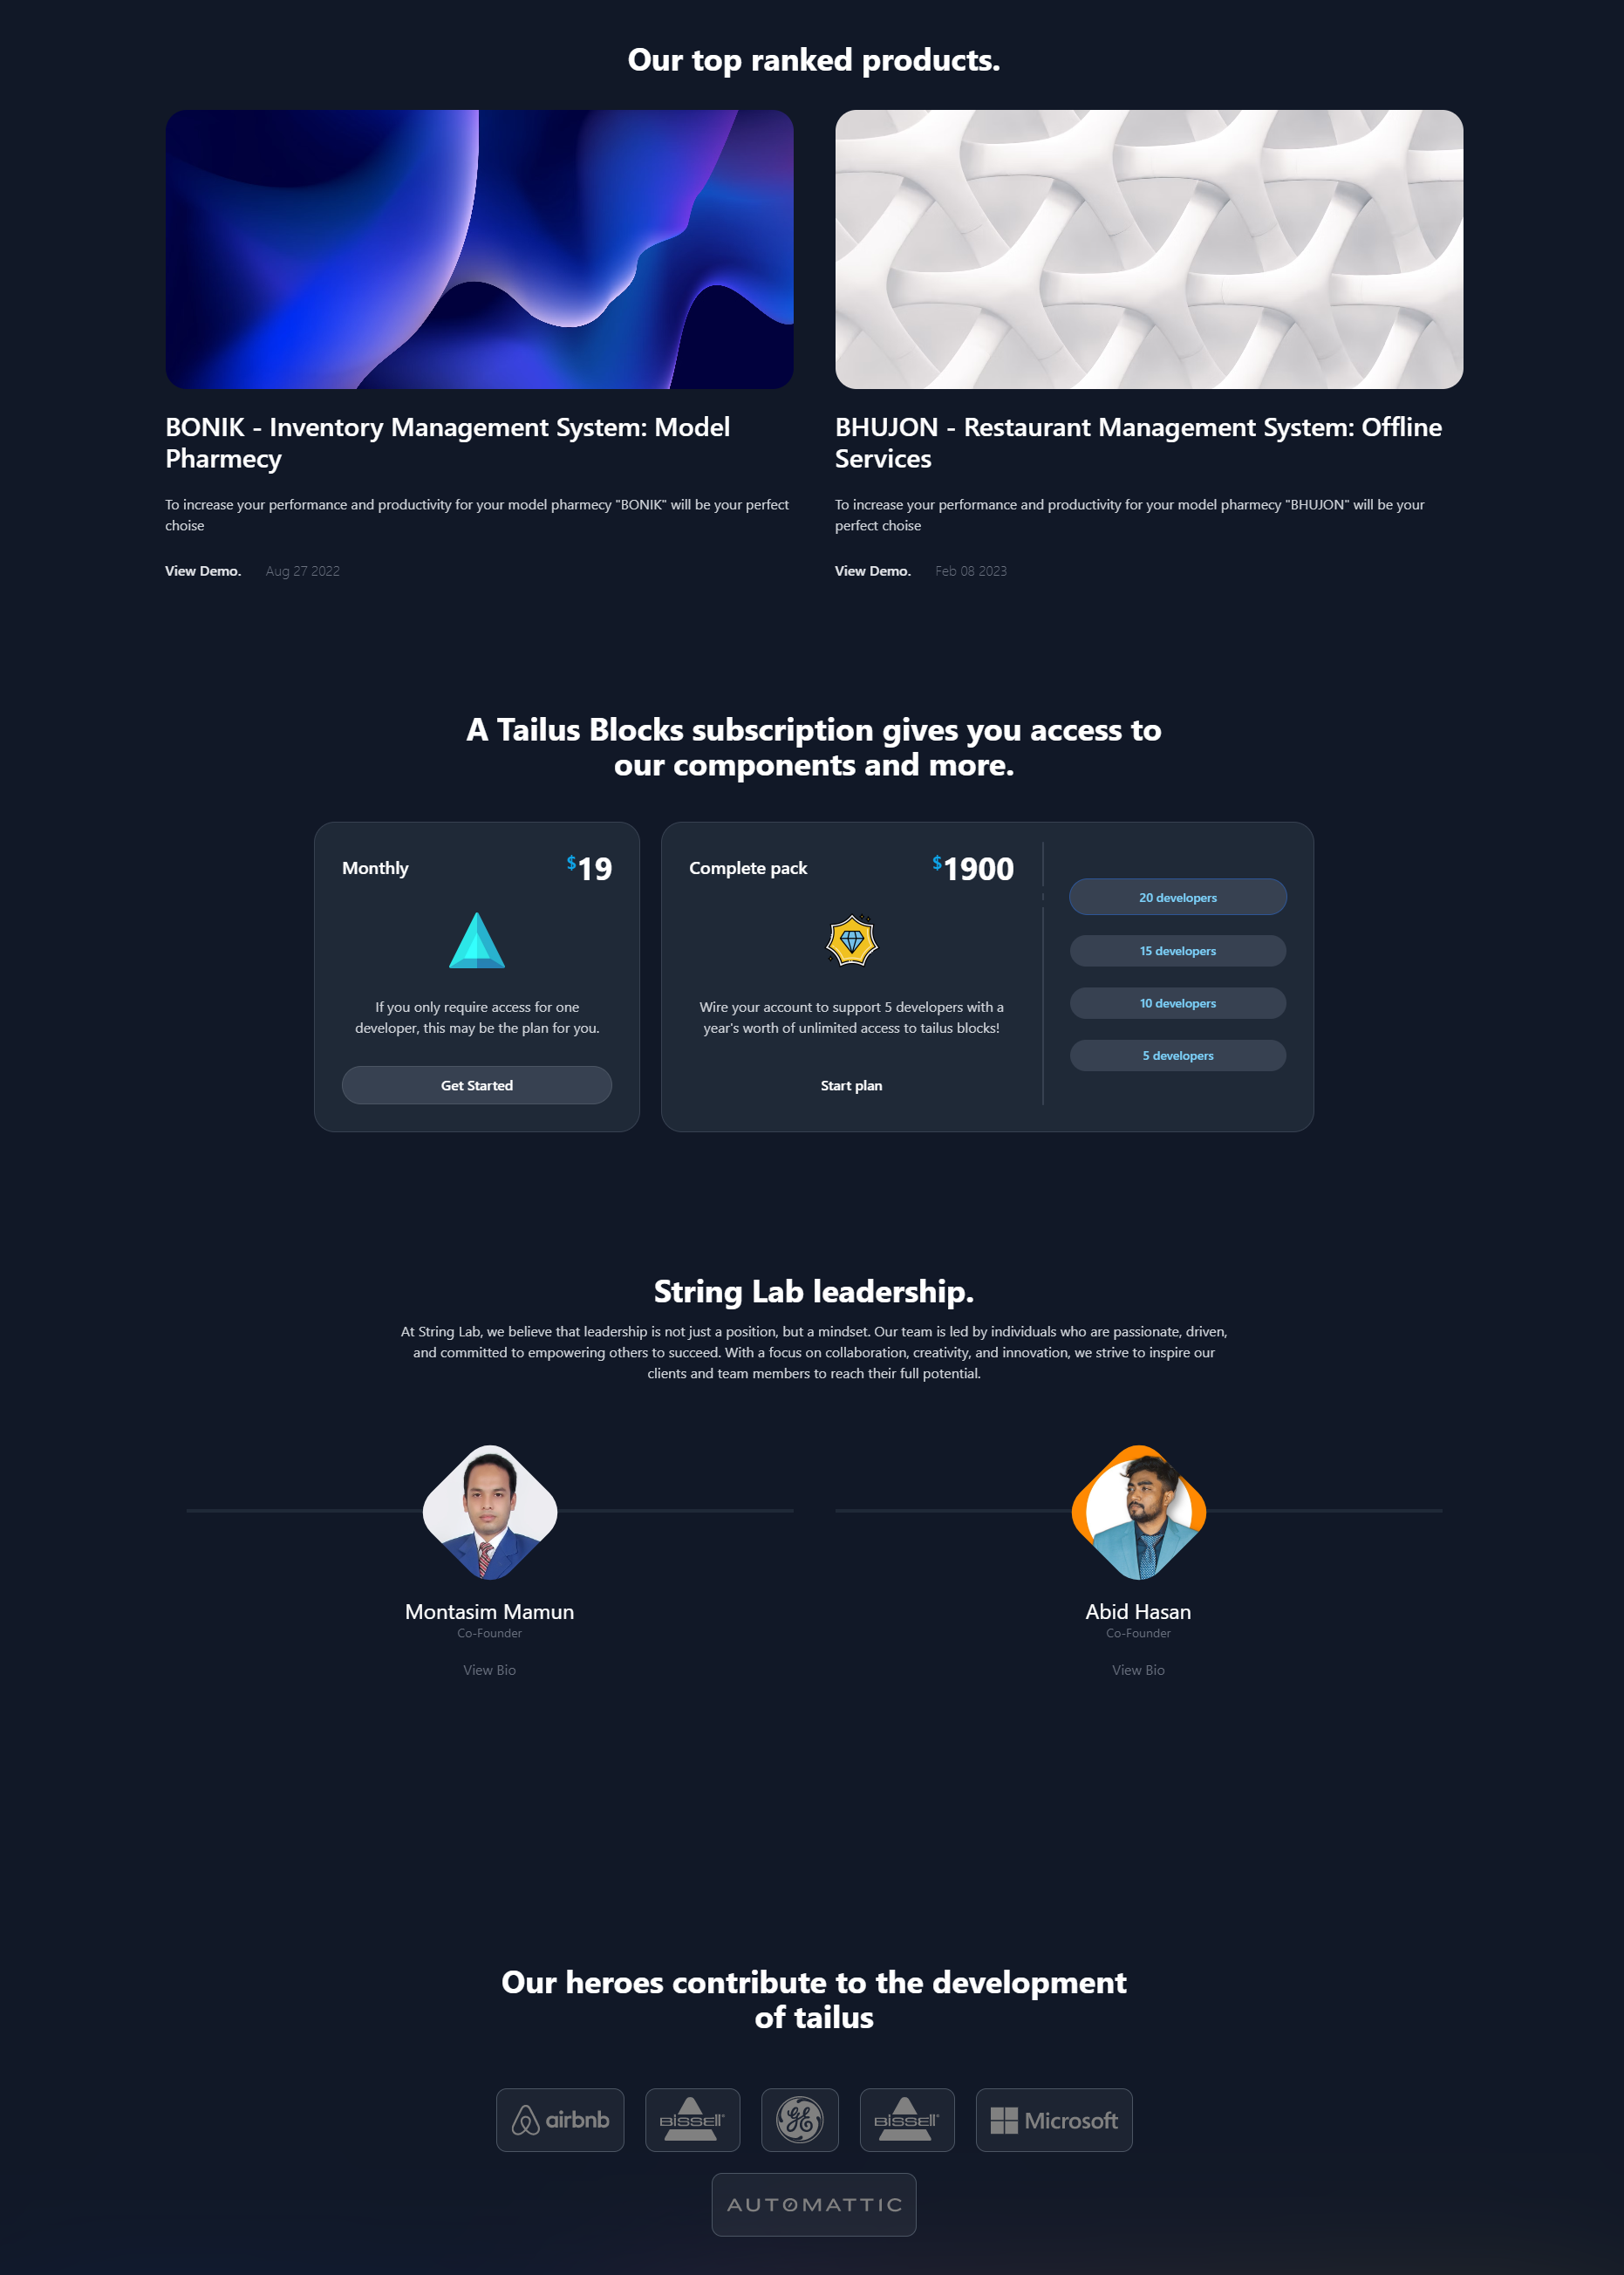 Our top ranked products.
BONIK - Inventory Management System: Model
Pharmecy
To increase your performance and productivity for your model pharmecy "BONIK" will be your perfect
choise
View Demo. Aug 27 2022
BHUJON - Restaurant Management System: Offline
Services
To increase your performance and productivity for your model pharmecy "BHUJON" will be your
perfect choise
View Demo. Feb 08 2023
A Tailus Blocks subscription gives you access to
our components and more.
Monthly $19
If you only require access for one
developer, this may be the plan for you.
Get Started
Complete pack $1900
Wire your account to support 5 developers with a
year's worth of unlimited access to tailus blocks!
Start plan
20 developers
15 developers
10 developers
5 developers
String Lab leadership.
At String Lab, we believe that leadership is not just a position, but a mindset. Our team is led by individuals who are passionate, driven,
and committed to empowering others to succeed. With a focus on collaboration, creativity, and innovation, we strive to inspire our
clients and team members to reach their full potential.
Montasim Mamun
Co-Founder
View Bio
Abid Hasan
Co-Founder
View Bio
Our heroes contribute to the development
of tailus
airbnb
BISSELL
GE
BISSELL
Microsoft
AUTOMATTIC